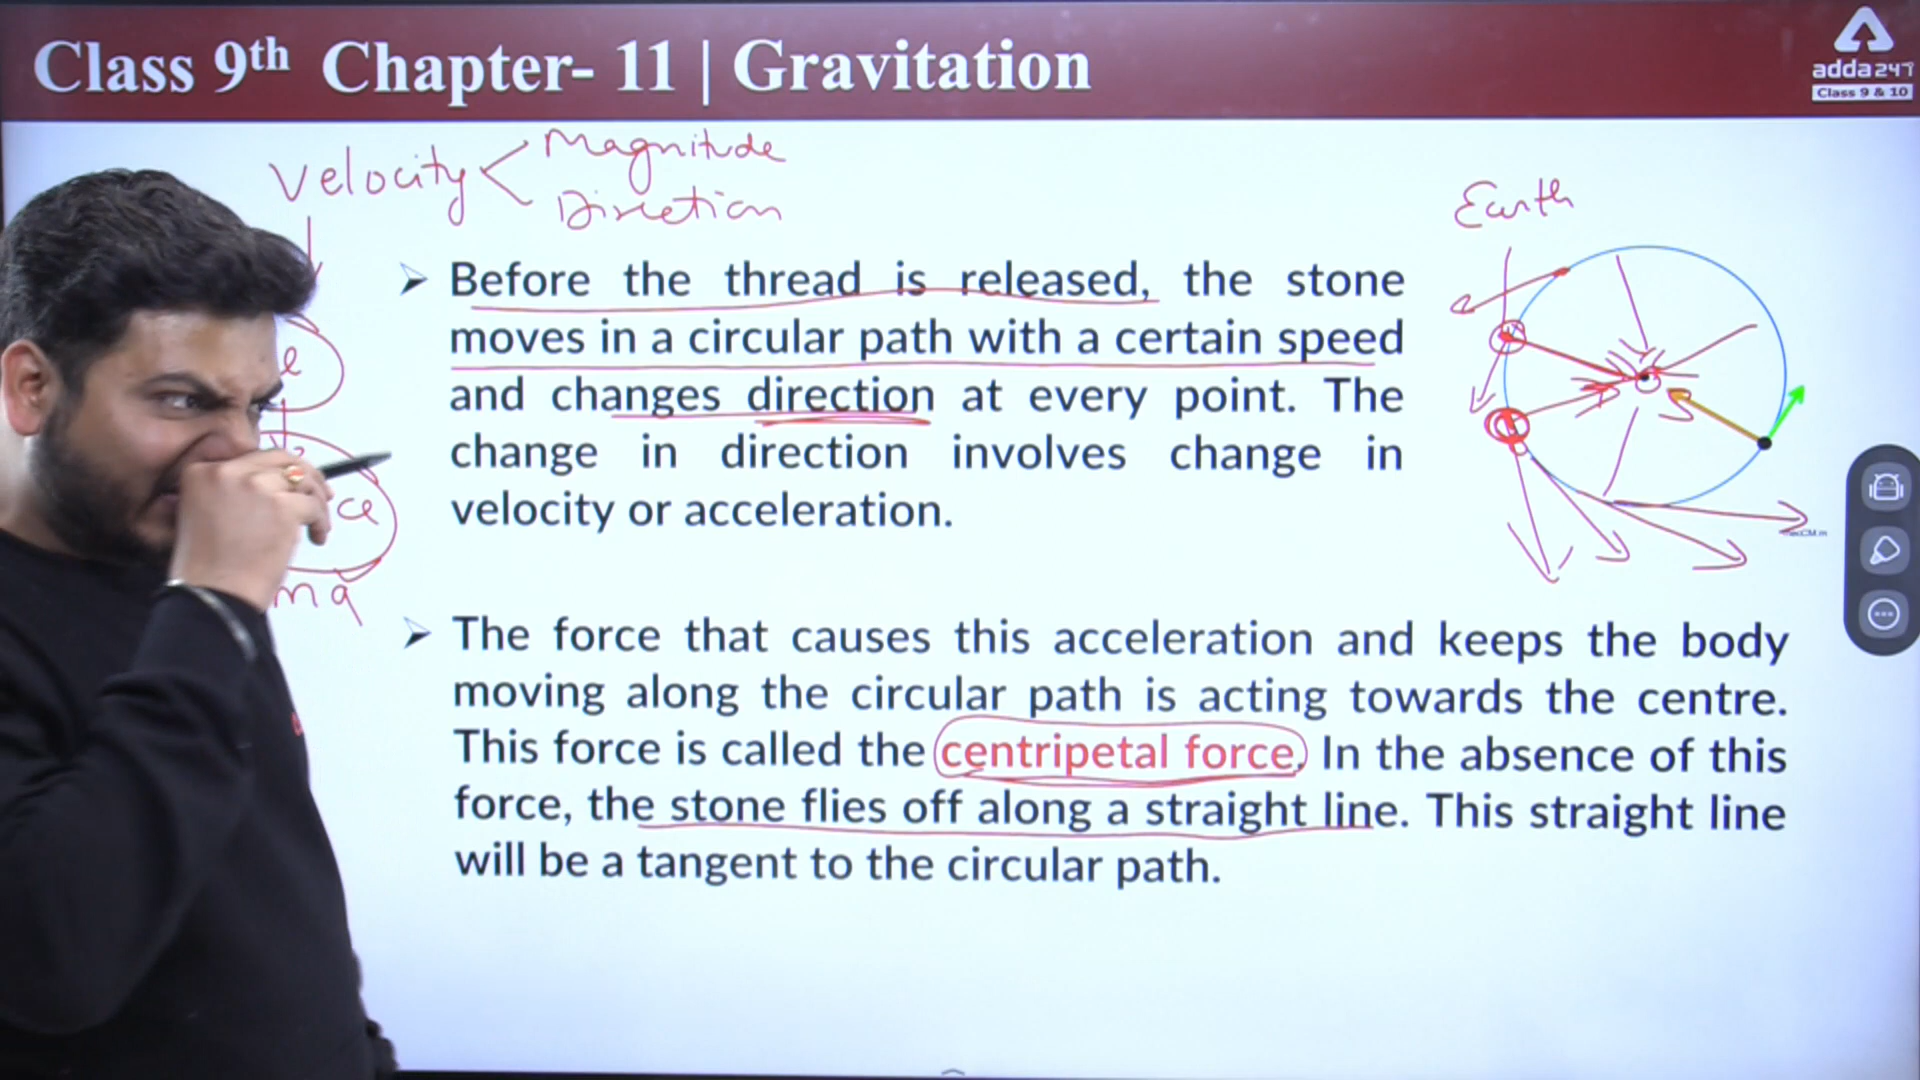 Class 9th Chapter- 11 | Gravitation
adda247
Class 9 & 10
Velocity < Magnitude
Direction
Earth
Before the thread is released, the stone
moves in a circular path with a certain speed
and changes direction at every point. The
change in direction involves change in
velocity or acceleration.
ma
The force that causes this acceleration and keeps the body
moving along the circular path is acting towards the centre.
This force is called the centripetal force. In the absence of this
force, the stone flies off along a straight line. This straight line
will be a tangent to the circular path.